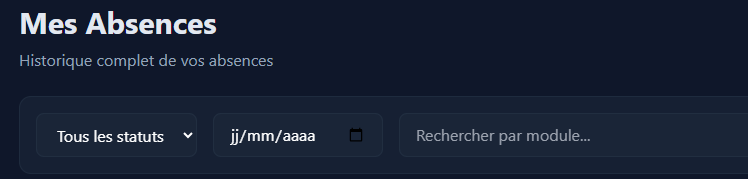 Mes Absences
Historique complet de vos absences
Tous les statuts jj/mm/aaaa Rechercher par module...